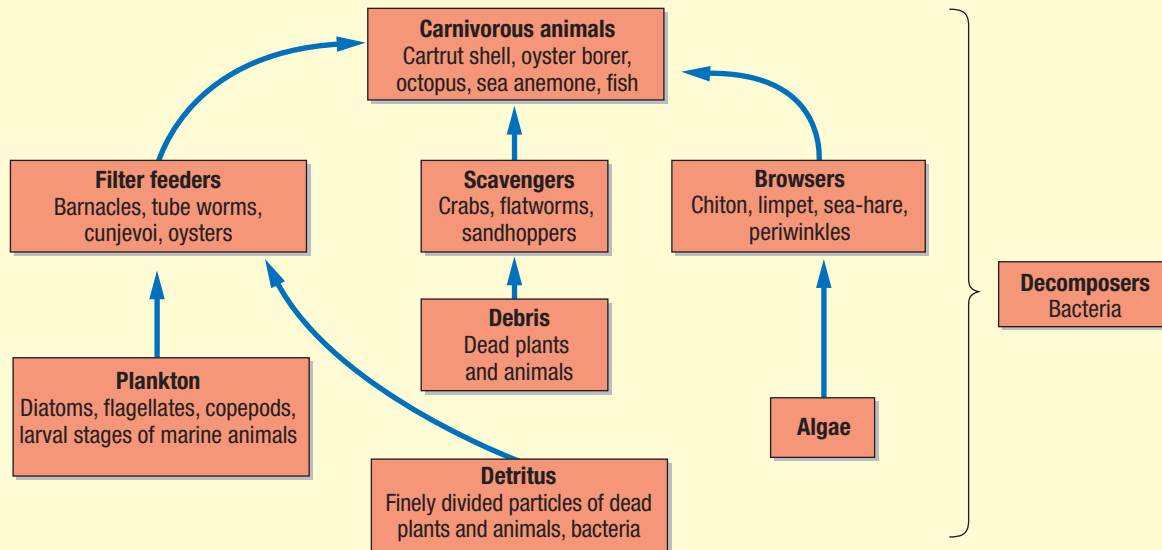 Carnivorous animals
Cartrut shell, oyster borer,
octopus, sea anemone, fish
Filter feeders
Barnacles, tube worms,
cunjevoi, oysters
Scavengers
Crabs, flatworms,
sandhoppers
Browsers
Chiton, limpet, sea-hare,
periwinkles
Decomposers
Bacteria
Debris
Dead plants
and animals
Plankton
Diatoms, flagellates, copepods,
larval stages of marine animals
Algae
Detritus
Finely divided particles of dead
plants and animals, bacteria